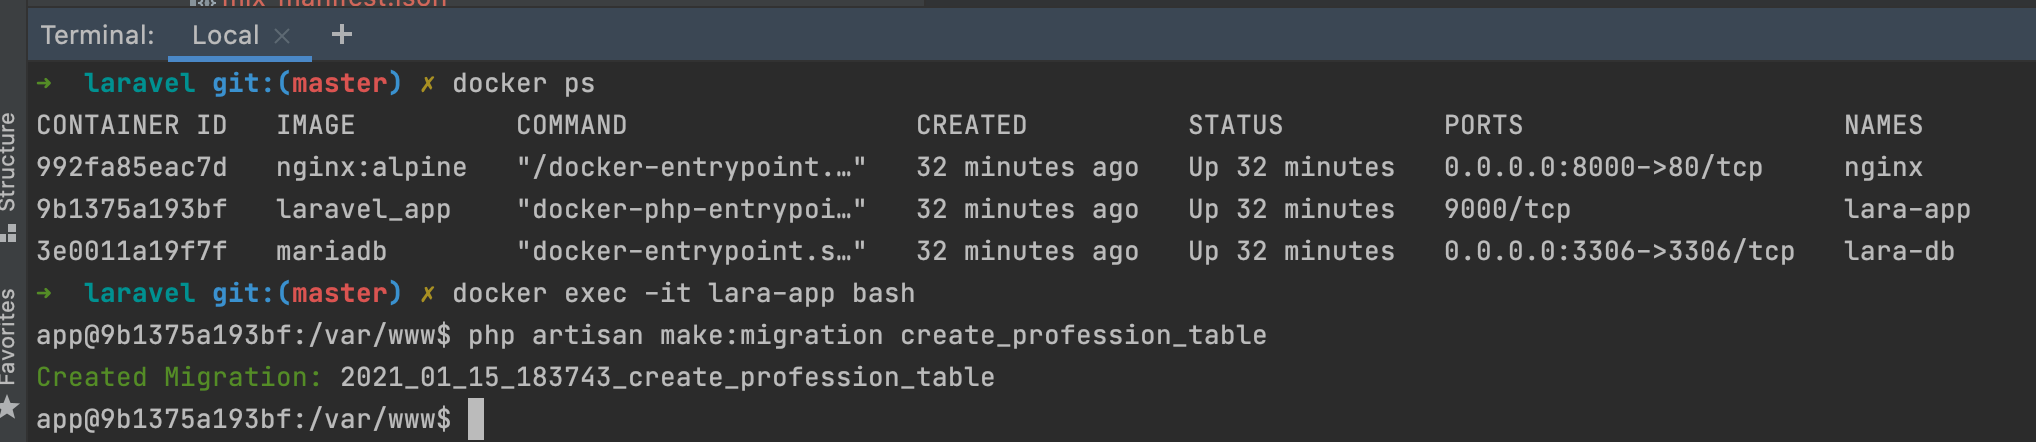 mix-manifest.json
Terminal: Local × +
→ laravel git:(master) ✗ docker ps
CONTAINER ID IMAGE COMMAND CREATED STATUS PORTS NAMES
992fa85eac7d nginx:alpine "/docker-entrypoint.…" 32 minutes ago Up 32 minutes 0.0.0.0:8000->80/tcp nginx
9b1375a193bf laravel_app "docker-php-entrypoi…" 32 minutes ago Up 32 minutes 9000/tcp lara-app
3e0011a19f7f mariadb "docker-entrypoint.s…" 32 minutes ago Up 32 minutes 0.0.0.0:3306->3306/tcp lara-db
→ laravel git:(master) ✗ docker exec -it lara-app bash
app@9b1375a193bf:/var/www$ php artisan make:migration create_profession_table
Created Migration: 2021_01_15_183743_create_profession_table
app@9b1375a193bf:/var/www$
Structure
Favorites